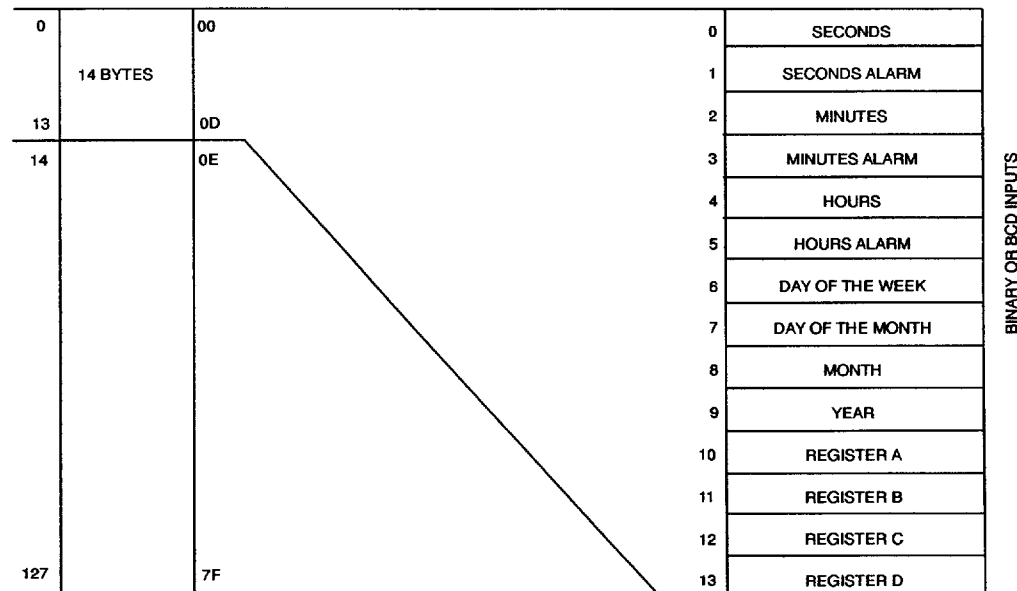 0 00
14 BYTES
13 0D
14 0E
127 7F
0 SECONDS
1 SECONDS ALARM
2 MINUTES
3 MINUTES ALARM
4 HOURS
5 HOURS ALARM
6 DAY OF THE WEEK
7 DAY OF THE MONTH
8 MONTH
9 YEAR
10 REGISTER A
11 REGISTER B
12 REGISTER C
13 REGISTER D
BINARY OR BCD INPUTS